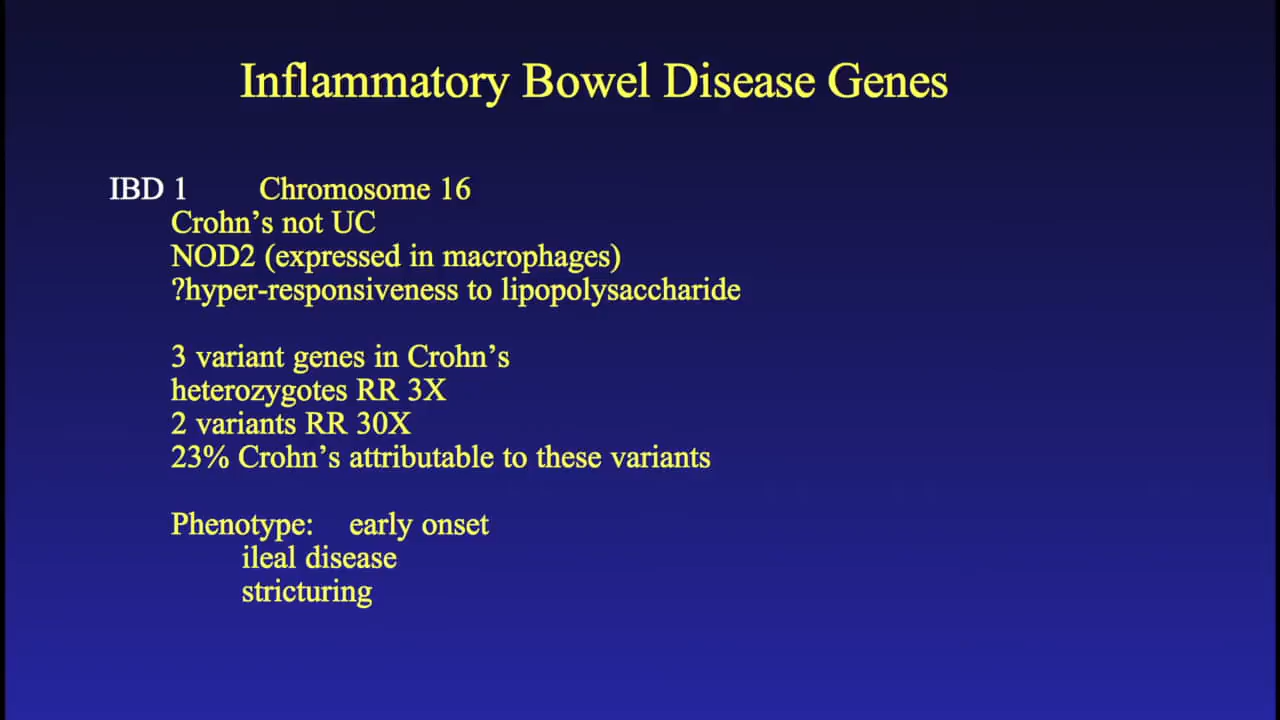 Inflammatory Bowel Disease Genes
IBD 1 Chromosome 16
Crohn’s not UC
NOD2 (expressed in macrophages)
?hyper-responsiveness to lipopolysaccharide
3 variant genes in Crohn’s
heterozygotes RR 3X
2 variants RR 30X
23% Crohn’s attributable to these variants
Phenotype: early onset
ileal disease
stricturing